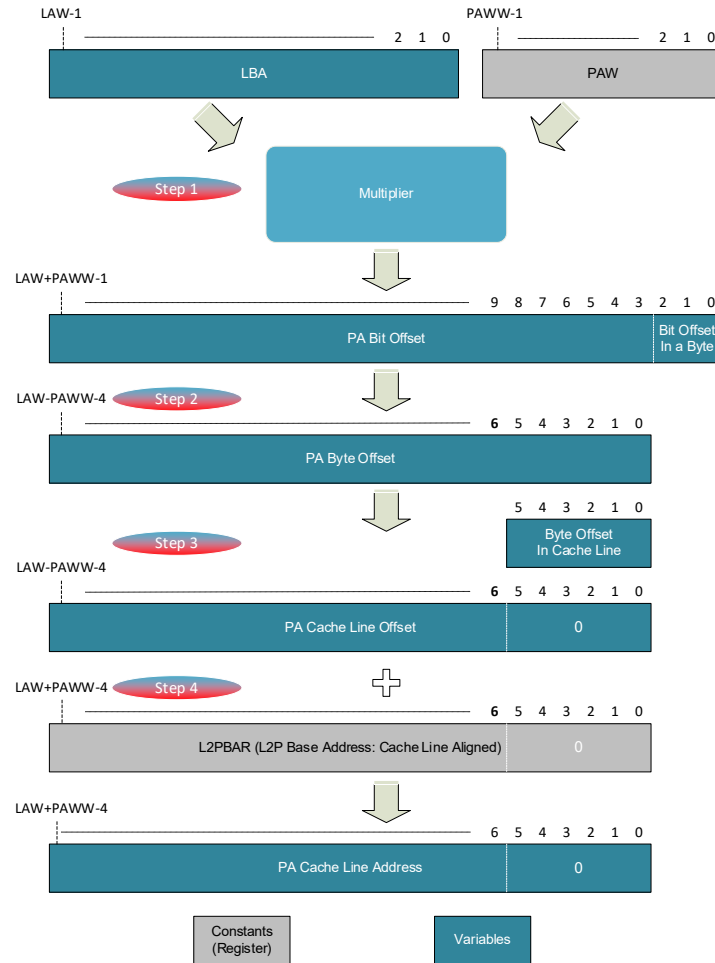 LAW-1
PAWW-1
2 1 0
2 1 0
LBA
PAW
Step 1
Multiplier
LAW+PAWW-1
9 8 7 6 5 4 3 2 1 0
PA Bit Offset
Bit Offset
In a Byte
LAW-PAWW-4
Step 2
6 5 4 3 2 1 0
PA Byte Offset
5 4 3 2 1 0
Step 3
Byte Offset
In Cache Line
LAW-PAWW-4
6 5 4 3 2 1 0
PA Cache Line Offset
0
LAW+PAWW-4
Step 4
6 5 4 3 2 1 0
L2PBAR (L2P Base Address: Cache Line Aligned)
0
LAW+PAWW-4
6 5 4 3 2 1 0
PA Cache Line Address
0
Constants
(Register)
Variables